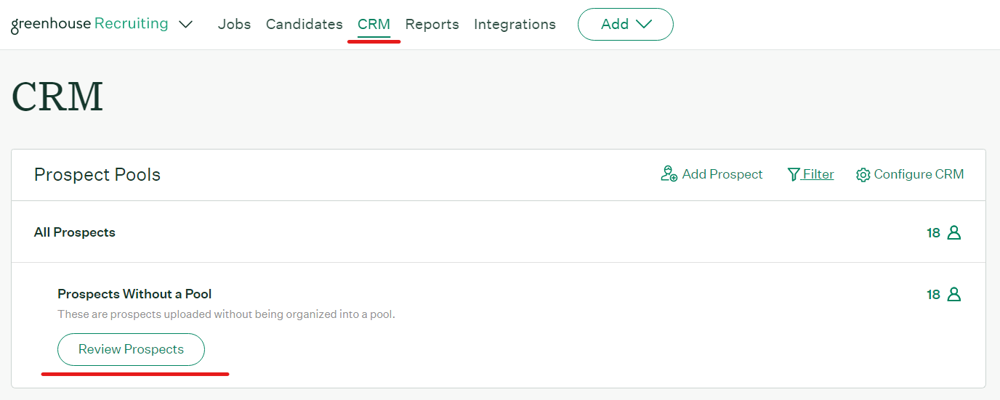 greenhouse Recruiting Jobs Candidates CRM Reports Integrations Add
CRM
Prospect Pools Add Prospect Filter Configure CRM
All Prospects 18
Prospects Without a Pool 18
These are prospects uploaded without being organized into a pool.
Review Prospects